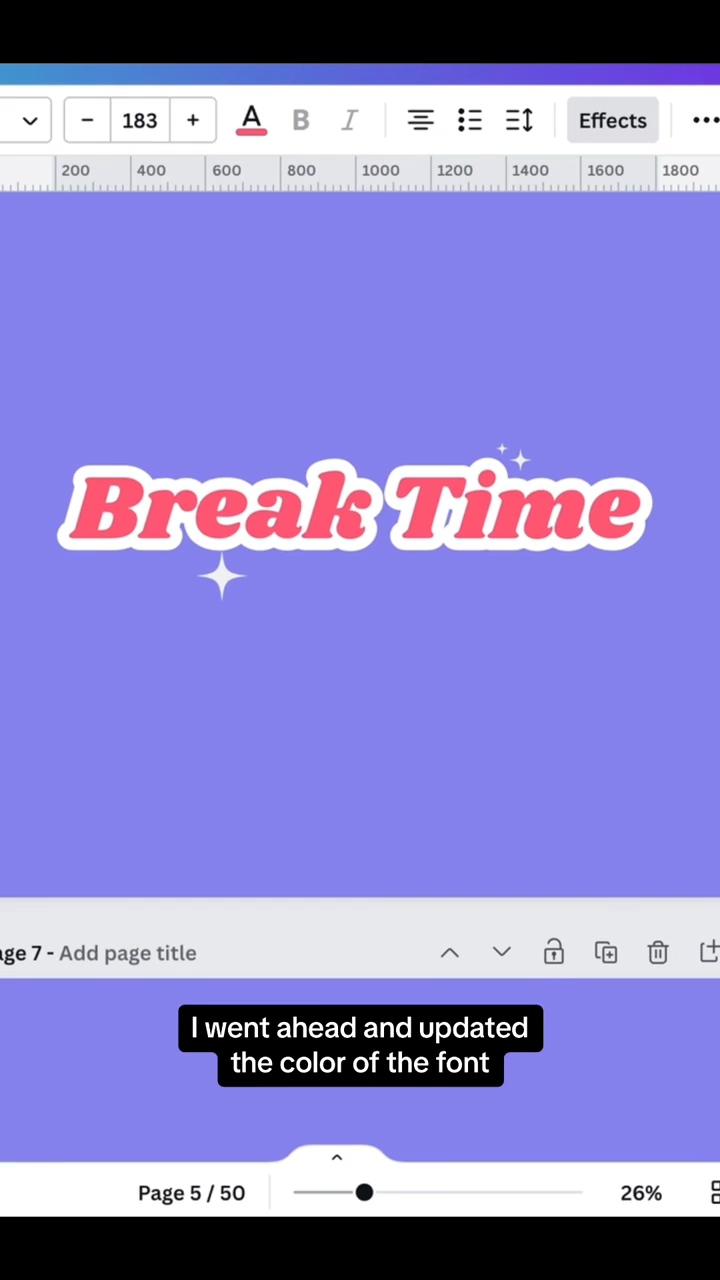 − 183 + A B I Effects •••
200 400 600 800 1000 1200 1400 1600 1800
Break Time
age 7 - Add page title
I went ahead and updated
the color of the font
Page 5 / 50 26%